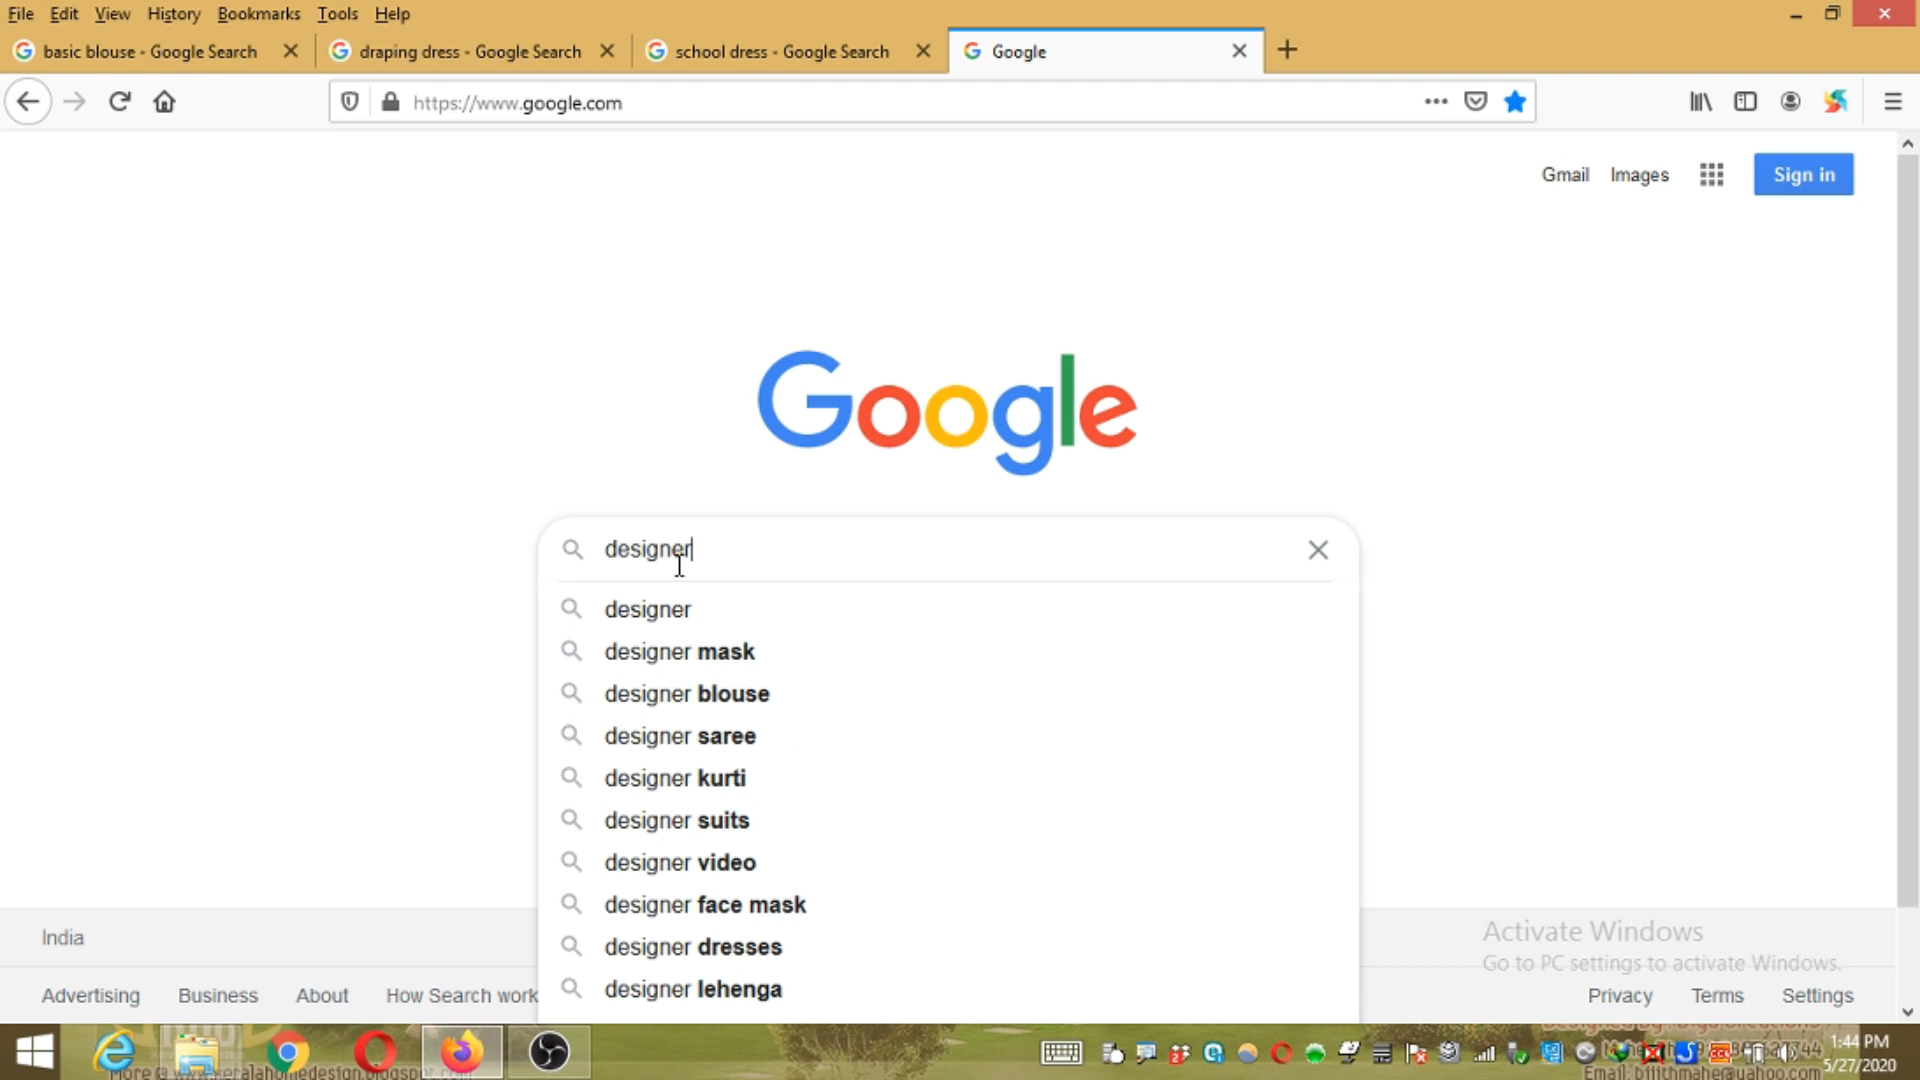 File Edit View History Bookmarks Tools Help
basic blouse - Google Search
draping dress - Google Search
school dress - Google Search
Google
https://www.google.com
Gmail Images Sign in
Google
designer
designer
designer mask
designer blouse
designer saree
designer kurti
designer suits
designer video
designer face mask
designer dresses
designer lehenga
India
Activate Windows
Go to PC settings to activate Windows.
Advertising Business About How Search work
Privacy Terms Settings
1:44 PM
5/27/2020